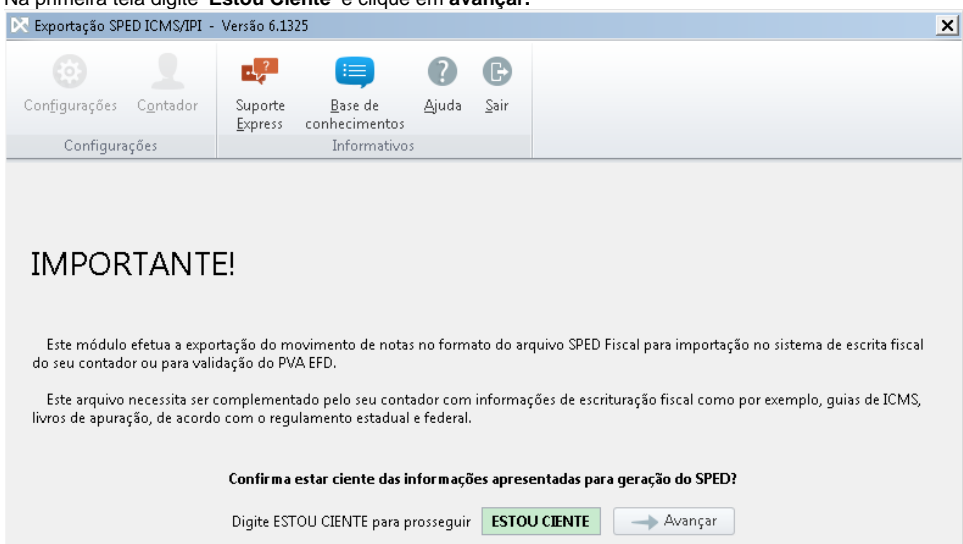 Na primeira tela digite "Estou Ciente" e clique em avançar.
Exportação SPED ICMS/IPI - Versão 6.1325
Configurações Contador Suporte Express Base de conhecimentos Ajuda Sair
Configurações Informativos
IMPORTANTE!
Este módulo efetua a exportação do movimento de notas no formato do arquivo SPED Fiscal para importação no sistema de escrita fiscal
do seu contador ou para validação do PVA EFD.
Este arquivo necessita ser complementado pelo seu contador com informações de escrituração fiscal como por exemplo, guias de ICMS,
livros de apuração, de acordo com o regulamento estadual e federal.
Confirma estar ciente das informações apresentadas para geração do SPED?
Digite ESTOU CIENTE para prosseguir ESTOU CIENTE Avançar